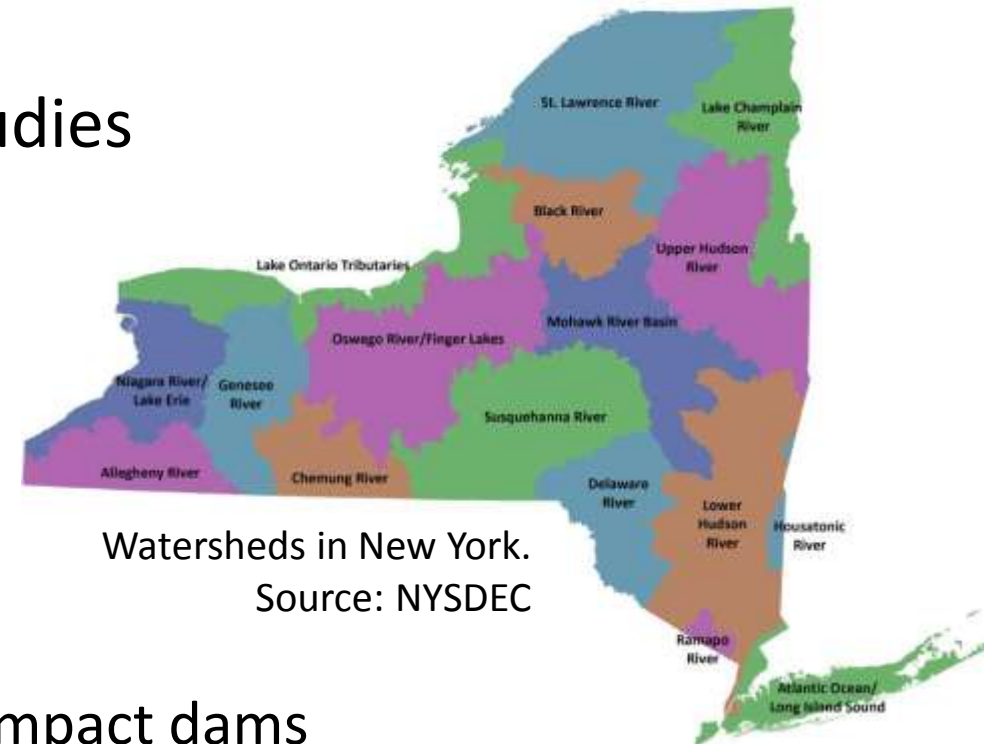 udies
St. Lawrence River
Lake Champlain
River
Black River
Upper Hudson
River
Lake Ontario Tributaries
Mohawk River Basin
Oswego River/Finger Lakes
Niagara River/
Lake Erie
Genesee
River
Susquehanna River
Allegheny River
Chemung River
Delaware
River
Lower
Hudson
River
Housatonic
River
Watersheds in New York.
Source: NYSDEC
Ramapo
River
Atlantic Ocean/
Long Island Sound
mpact dams